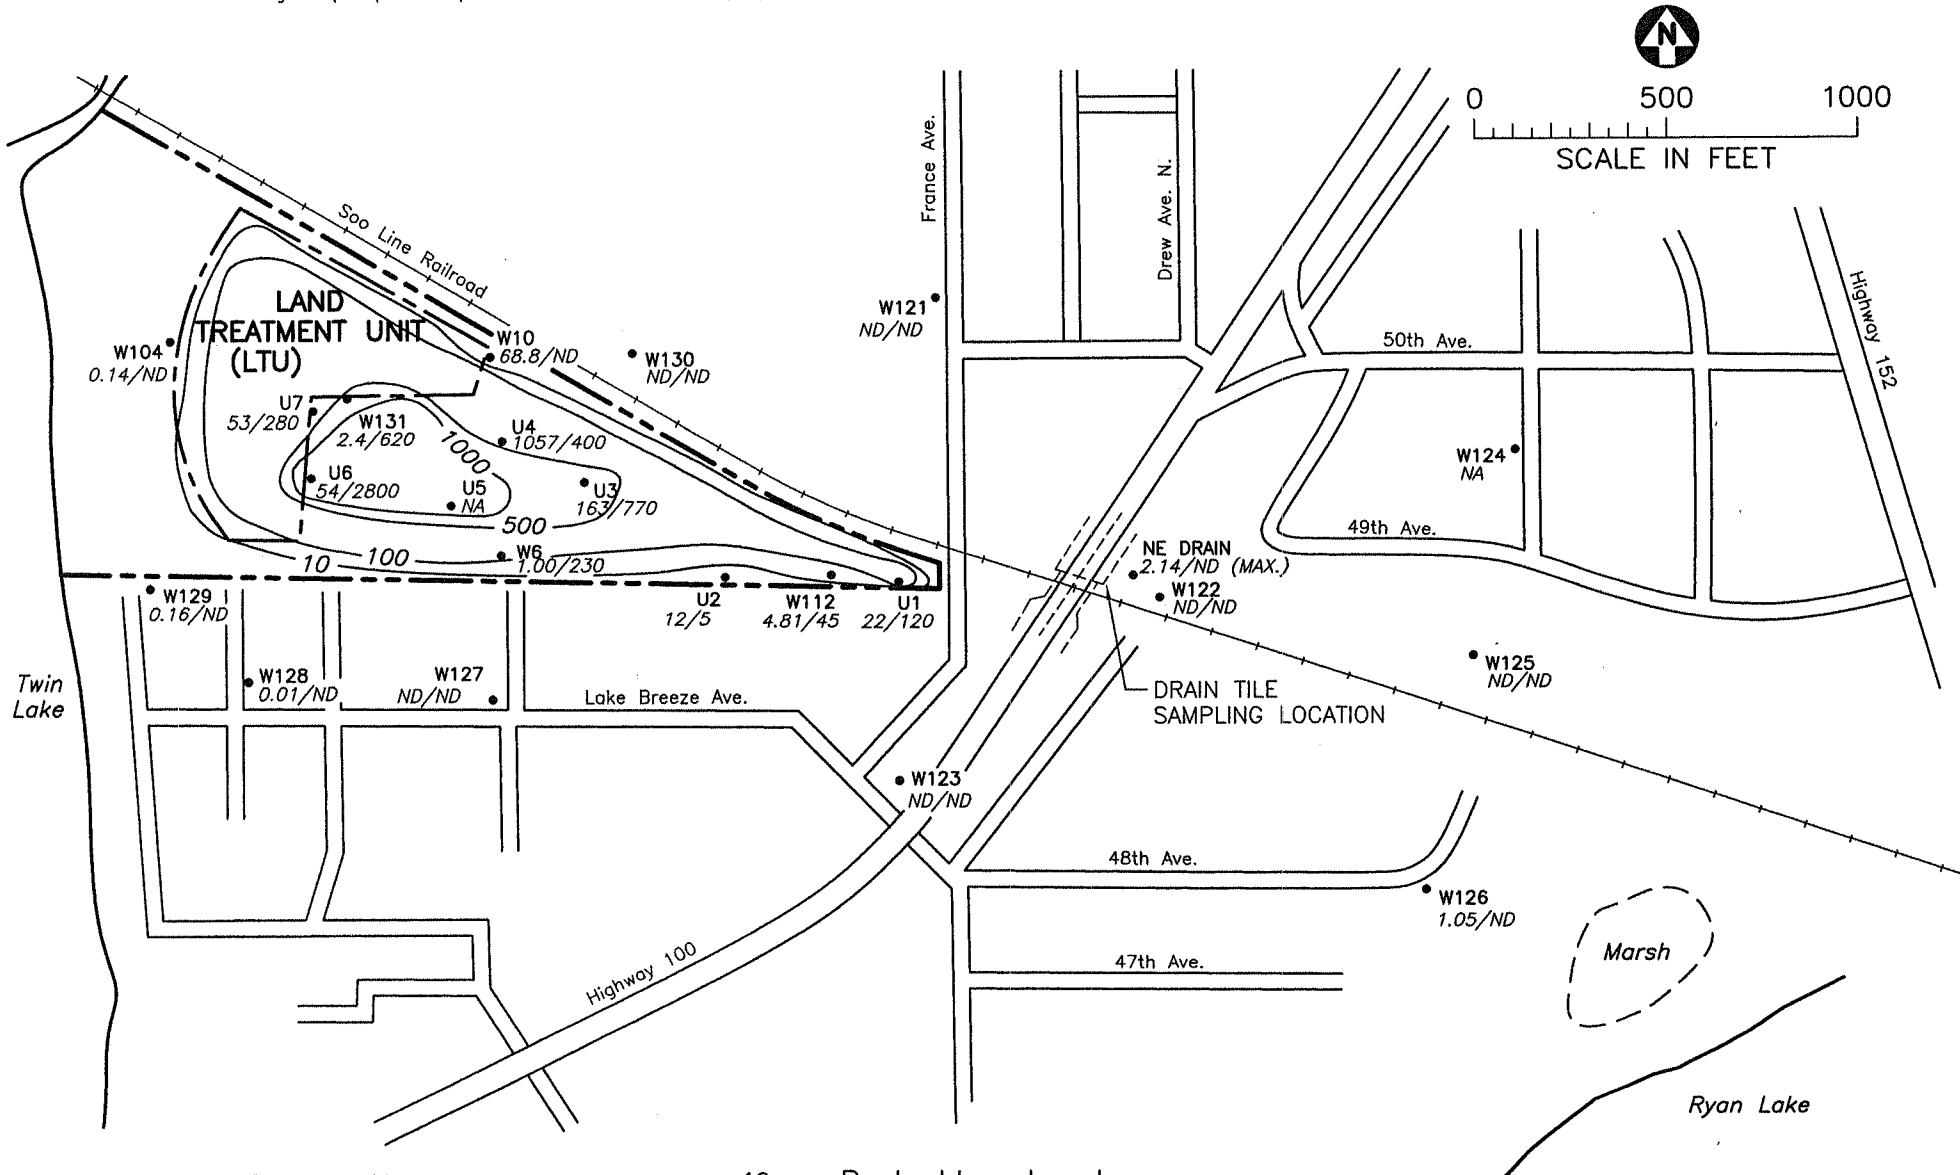 N
0 500 1000
SCALE IN FEET
Soo Line Railroad
France Ave.
Drew Ave. N.
Highway 152
LAND
TREATMENT UNIT
(LTU)
W104
0.14/ND
W10
68.8/ND
W130
ND/ND
W121
ND/ND
50th Ave.
U7
53/280
W131
2.4/620
1000
U4
1057/400
U6
54/2800
U5
NA
U3
163/770
500
W124
NA
49th Ave.
100
10
W6
1.00/230
NE DRAIN
2.14/ND (MAX.)
W122
ND/ND
W129
0.16/ND
U2
12/5
W112
4.81/45
U1
22/120
W125
ND/ND
Twin
Lake
W128
0.01/ND
W127
ND/ND
Lake Breeze Ave.
DRAIN TILE
SAMPLING LOCATION
W123
ND/ND
48th Ave.
W126
1.05/ND
47th Ave.
Marsh
Highway 100
Ryan Lake